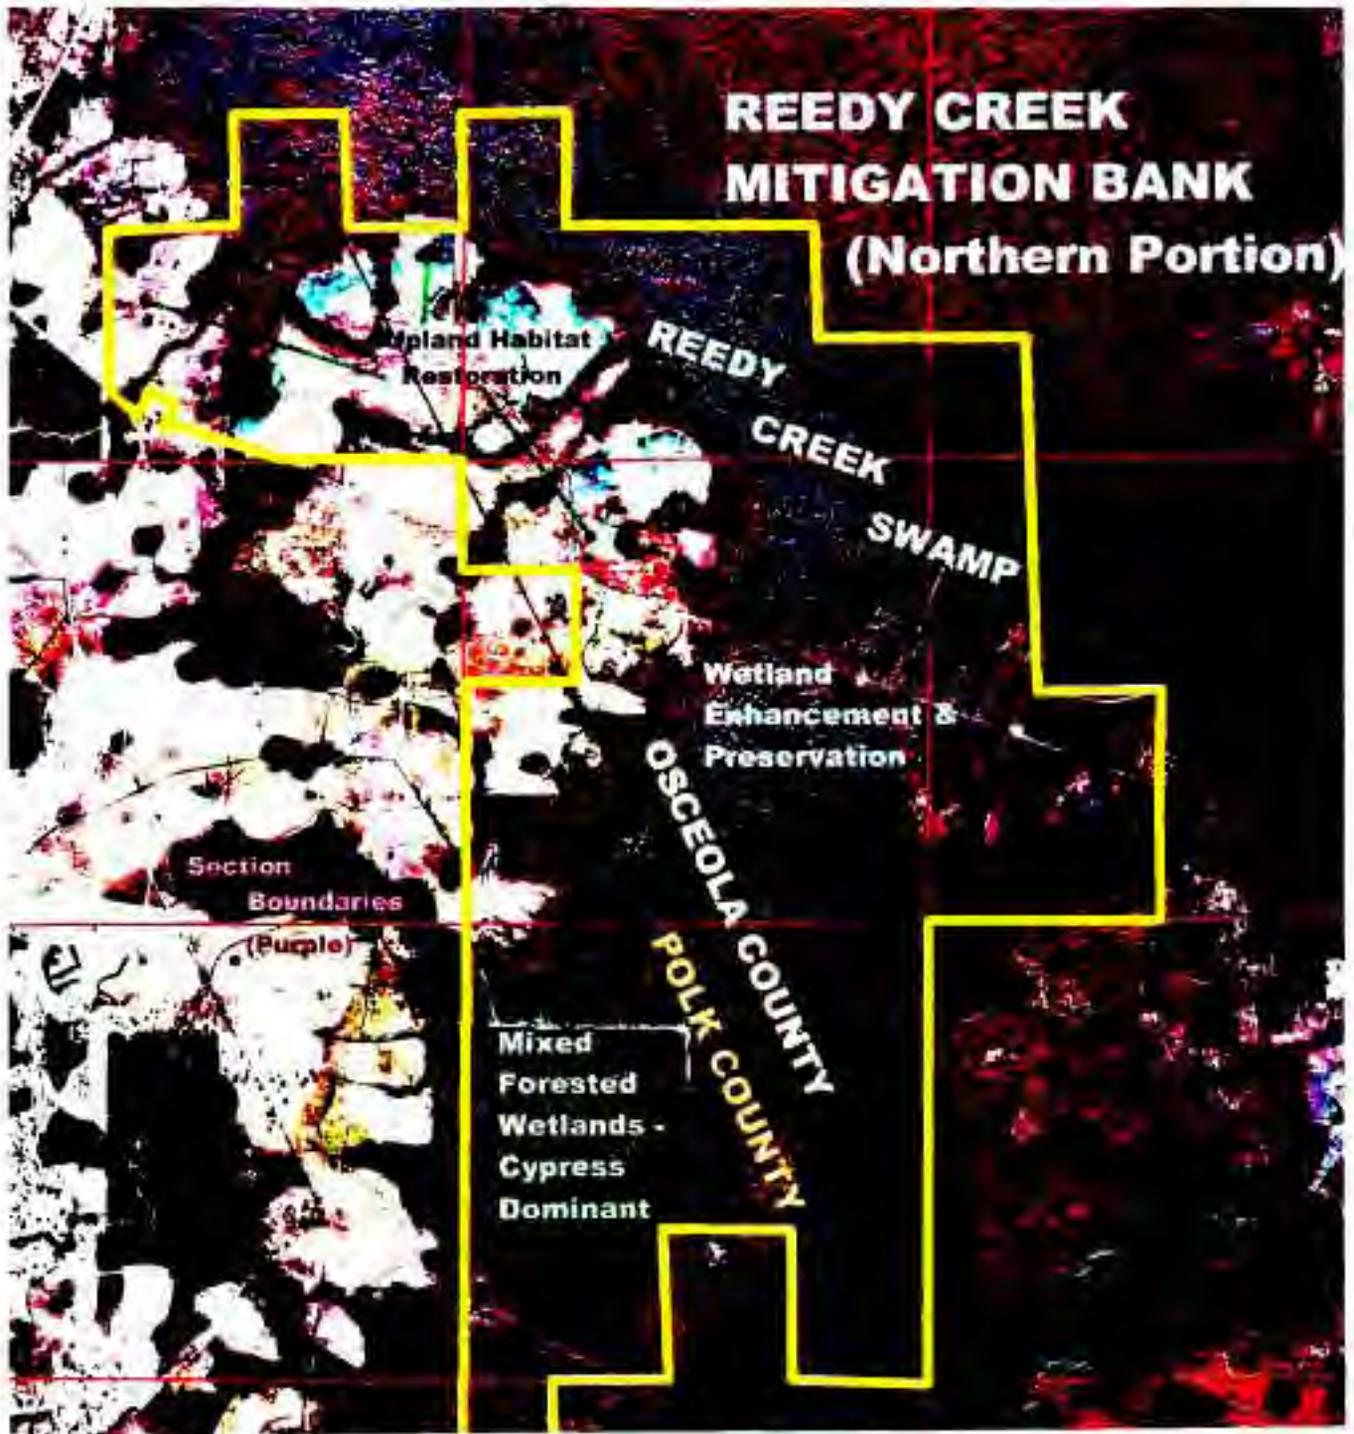 REEDY CREEK
MITIGATION BANK
(Northern Portion)
Upland Habitat
Restoration
REEDY
CREEK
SWAMP
Wetland
Enhancement &
Preservation
OSCEOLA COUNTY
POLK COUNTY
Section
Boundaries
(Purple)
Mixed
Forested
Wetlands -
Cypress
Dominant